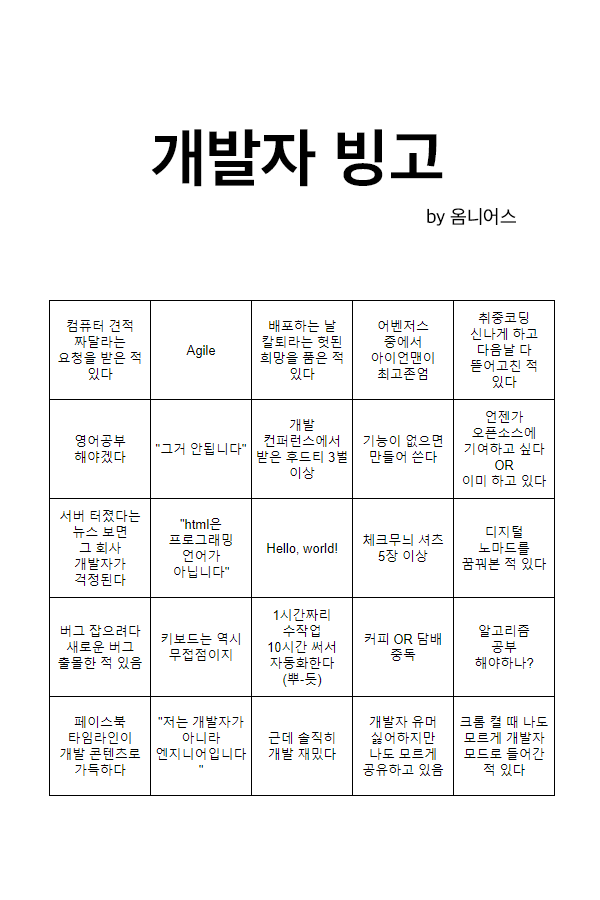 개발자 빙고
by 옴니어스
컴퓨터 견적
짜달라는
요청을 받은 적
있다
Agile
배포하는 날
칼퇴라는 헛된
희망을 품은 적
있다
어벤저스
중에서
아이언맨이
최고존엄
취중코딩
신나게 하고
다음날 다
뜯어고친 적
있다
영어공부
해야겠다
"그거 안됩니다"
개발
컨퍼런스에서
받은 후드티 3벌
이상
기능이 없으면
만들어 쓴다
언젠가
오픈소스에
기여하고 싶다
OR
이미 하고 있다
서버 터졌다는
뉴스 보면
그 회사
개발자가
걱정된다
"html은
프로그래밍
언어가
아닙니다"
Hello, world!
체크무늬 셔츠
5장 이상
디지털
노마드를
꿈꿔본 적 있다
버그 잡으려다
새로운 버그
출몰한 적 있음
키보드는 역시
무접점이지
1시간짜리
수작업
10시간 써서
자동화한다
(뿌-듯)
커피 OR 담배
중독
알고리즘
공부
해야하나?
페이스북
타임라인이
개발 콘텐츠로
가득하다
"저는 개발자가
아니라
엔지니어입니다
"
근데 솔직히
개발 재밌다
개발자 유머
싫어하지만
나도 모르게
공유하고 있음
크롬 켤 때 나도
모르게 개발자
모드로 들어간
적 있다